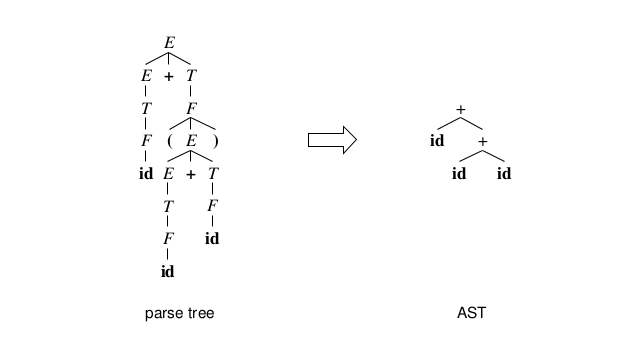 E
E + T
T F +
F ( E ) id +
id E + T id id
T F
F id
id
parse tree AST